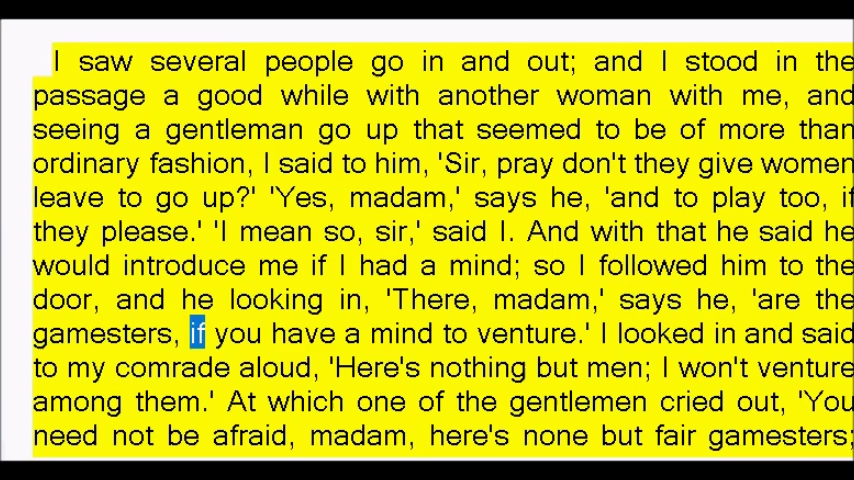 I saw several people go in and out; and I stood in the
passage a good while with another woman with me, and
seeing a gentleman go up that seemed to be of more than
ordinary fashion, I said to him, 'Sir, pray don't they give women
leave to go up?' 'Yes, madam,' says he, 'and to play too, if
they please.' 'I mean so, sir,' said I. And with that he said he
would introduce me if I had a mind; so I followed him to the
door, and he looking in, 'There, madam,' says he, 'are the
gamesters, if you have a mind to venture.' I looked in and said
to my comrade aloud, 'Here's nothing but men; I won't venture
among them.' At which one of the gentlemen cried out, 'You
need not be afraid, madam, here's none but fair gamesters;